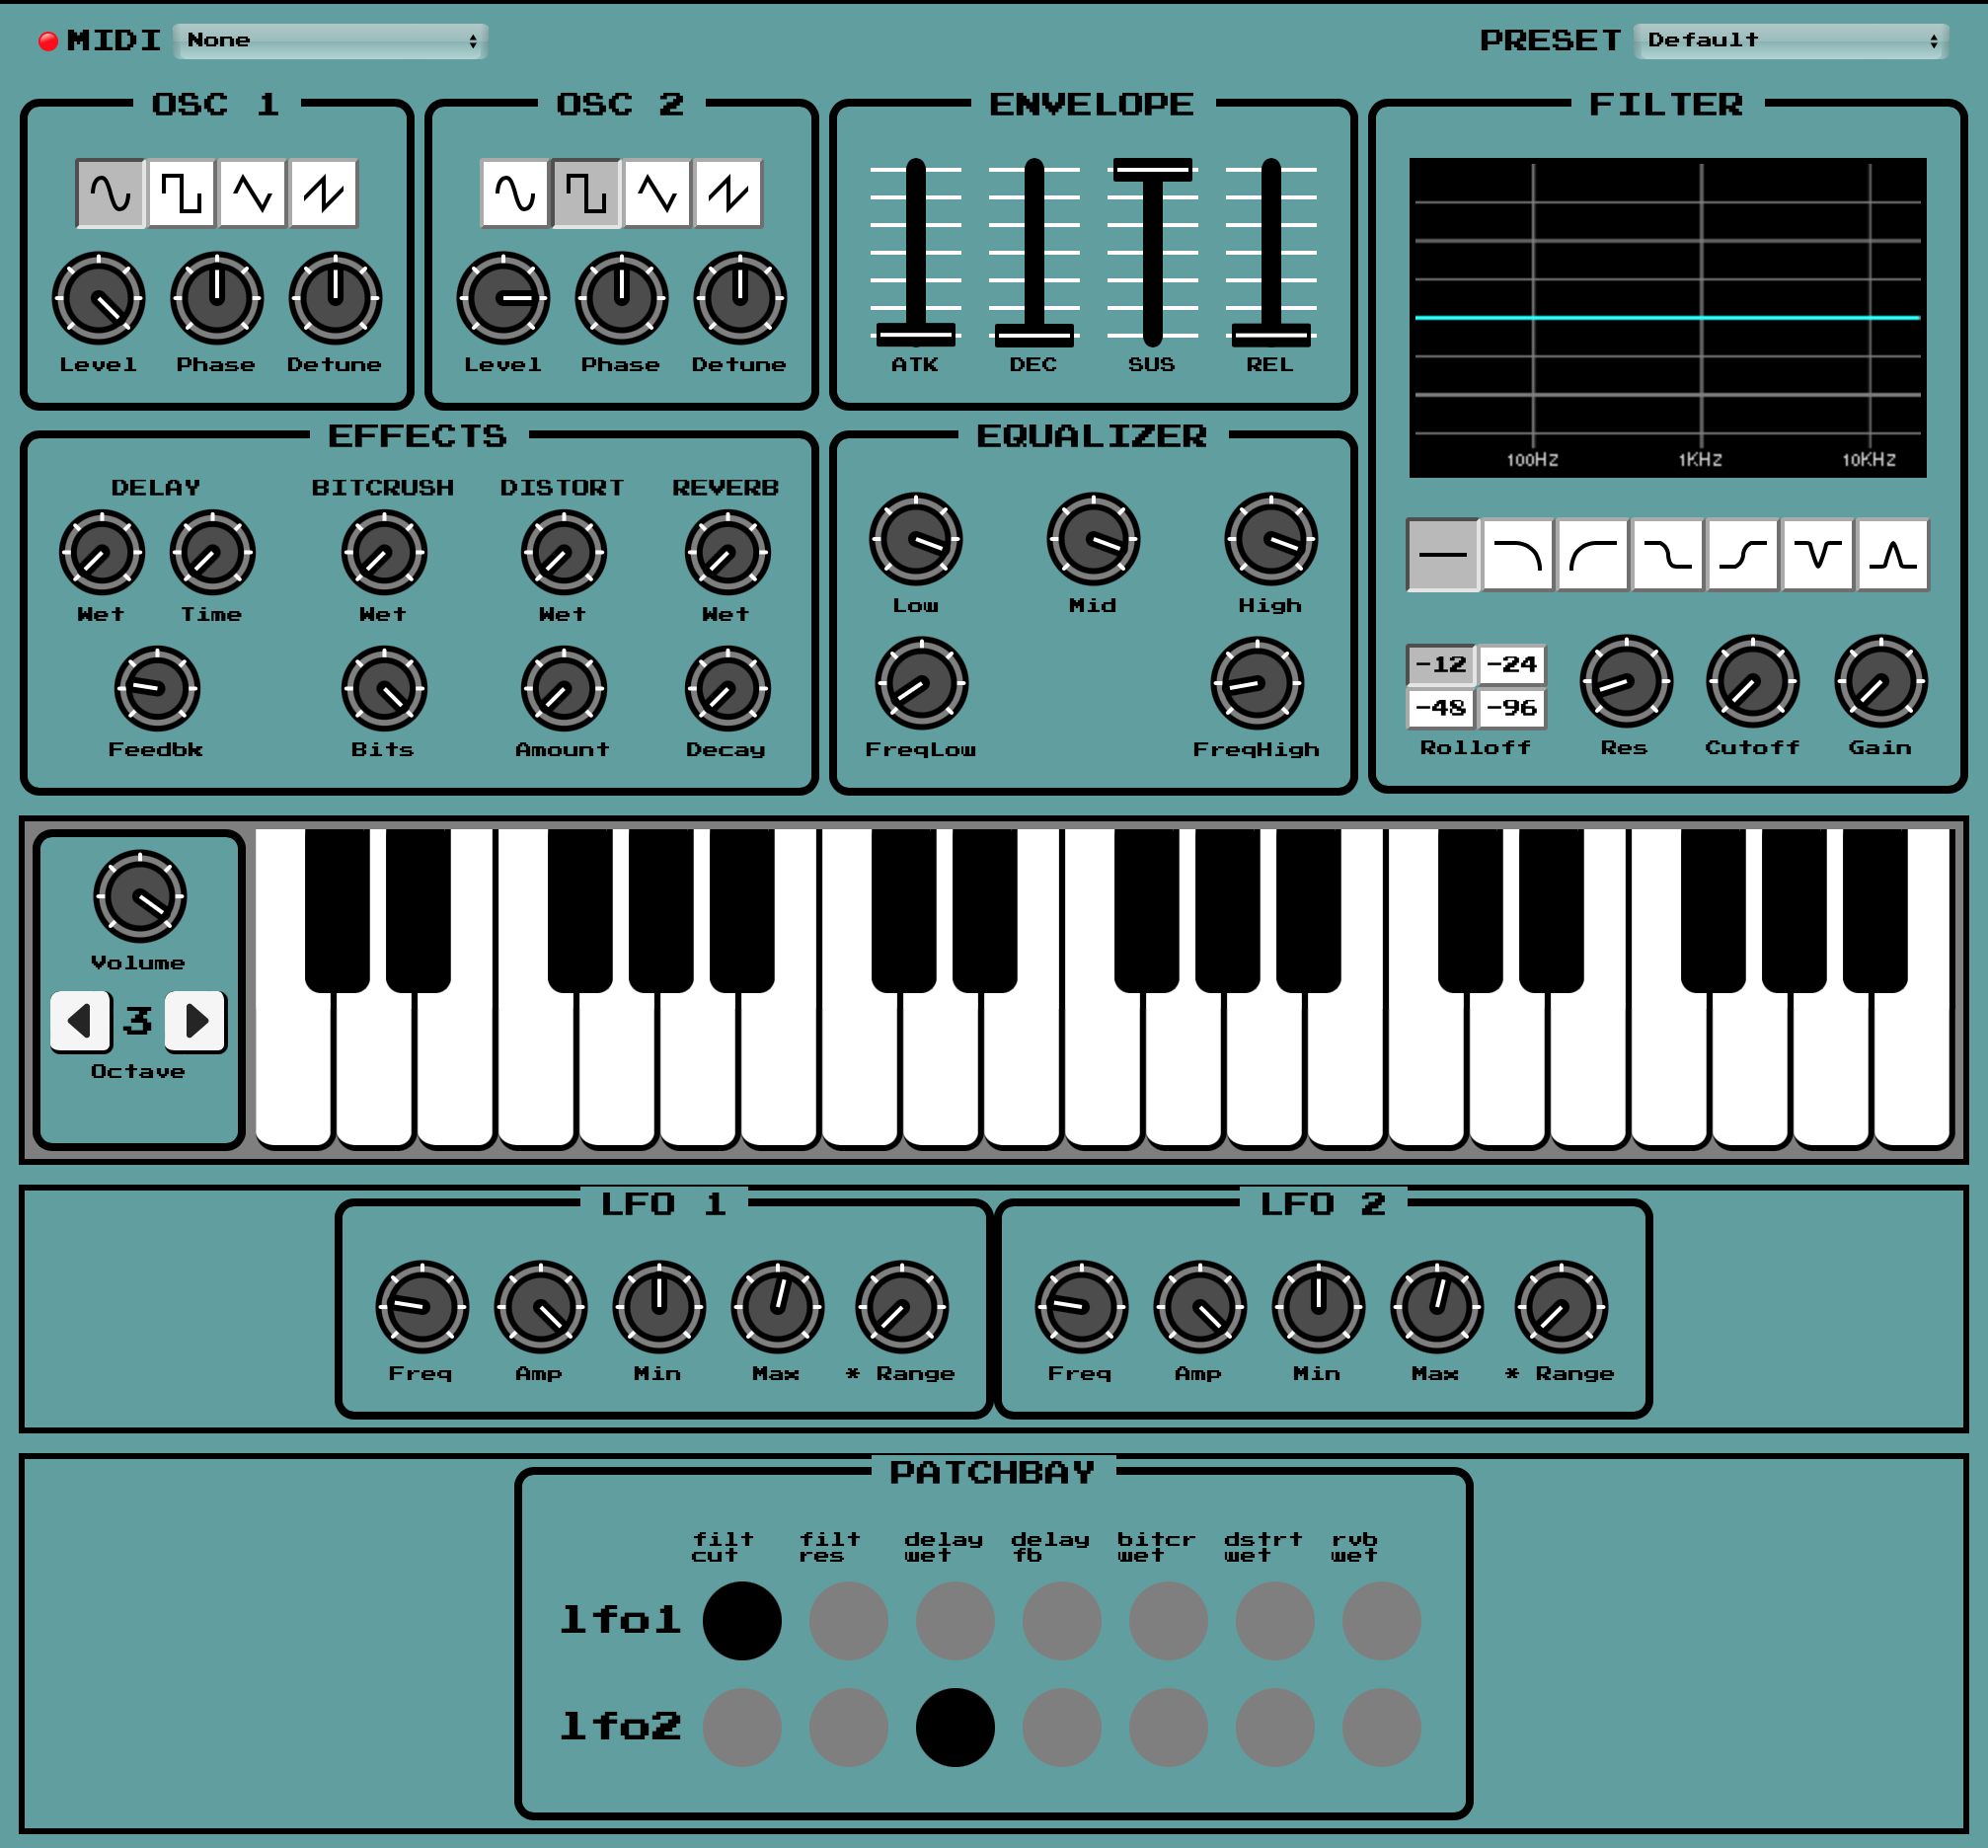 MIDI None PRESET Default
OSC 1 OSC 2 ENVELOPE FILTER
Level Phase Detune Level Phase Detune ATK DEC SUS REL
EFFECTS EQUALIZER
100Hz 1KHz 10KHz
DELAY BITCRUSH DISTORT REVERB
Wet Time Wet Wet Wet Low Mid High
-12 -24
-48 -96
Feedbk Bits Amount Decay FreqLow FreqHigh Rolloff Res Cutoff Gain
Volume
3
Octave
LFO 1 LFO 2
Freq Amp Min Max * Range Freq Amp Min Max * Range
PATCHBAY
filt filt delay delay bitcr dstrt rvb
cut res wet fb wet wet wet
lfo1
lfo2